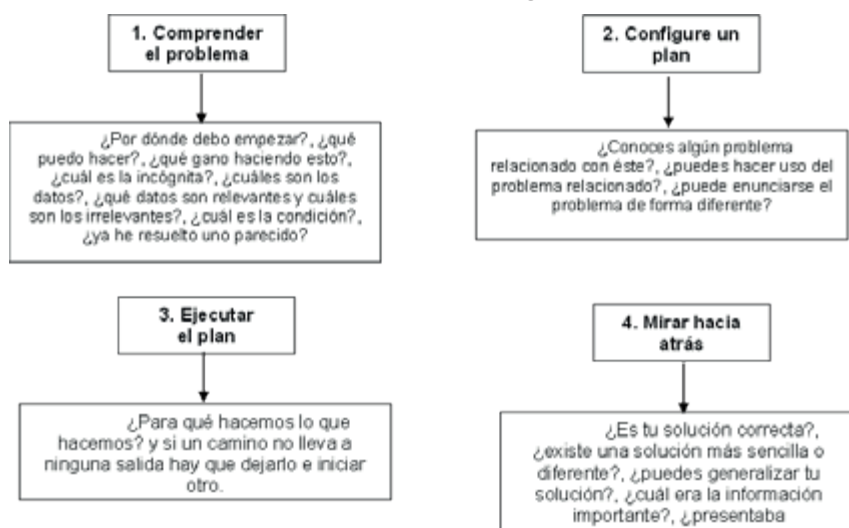 1. Comprender
el problema
¿Por dónde debo empezar?, ¿qué
puedo hacer?, ¿qué gano haciendo esto?,
¿cuál es la incógnita?, ¿cuáles son los
datos?, ¿qué datos son relevantes y cuáles
son los irrelevantes?, ¿cuál es la condición?,
¿ya he resuelto uno parecido?
2. Configure un
plan
¿Conoces algún problema
relacionado con éste?, ¿puedes hacer uso del
problema relacionado?, ¿puede enunciarse el
problema de forma diferente?
3. Ejecutar
el plan
¿Para qué hacemos lo que
hacemos? y si un camino no lleva a
ninguna salida hay que dejarlo e iniciar
otro.
4. Mirar hacia
atrás
¿Es tu solución correcta?,
¿existe una solución más sencilla o
diferente?, ¿puedes generalizar tu
solución?, ¿cuál era la información
importante?, ¿presentaba